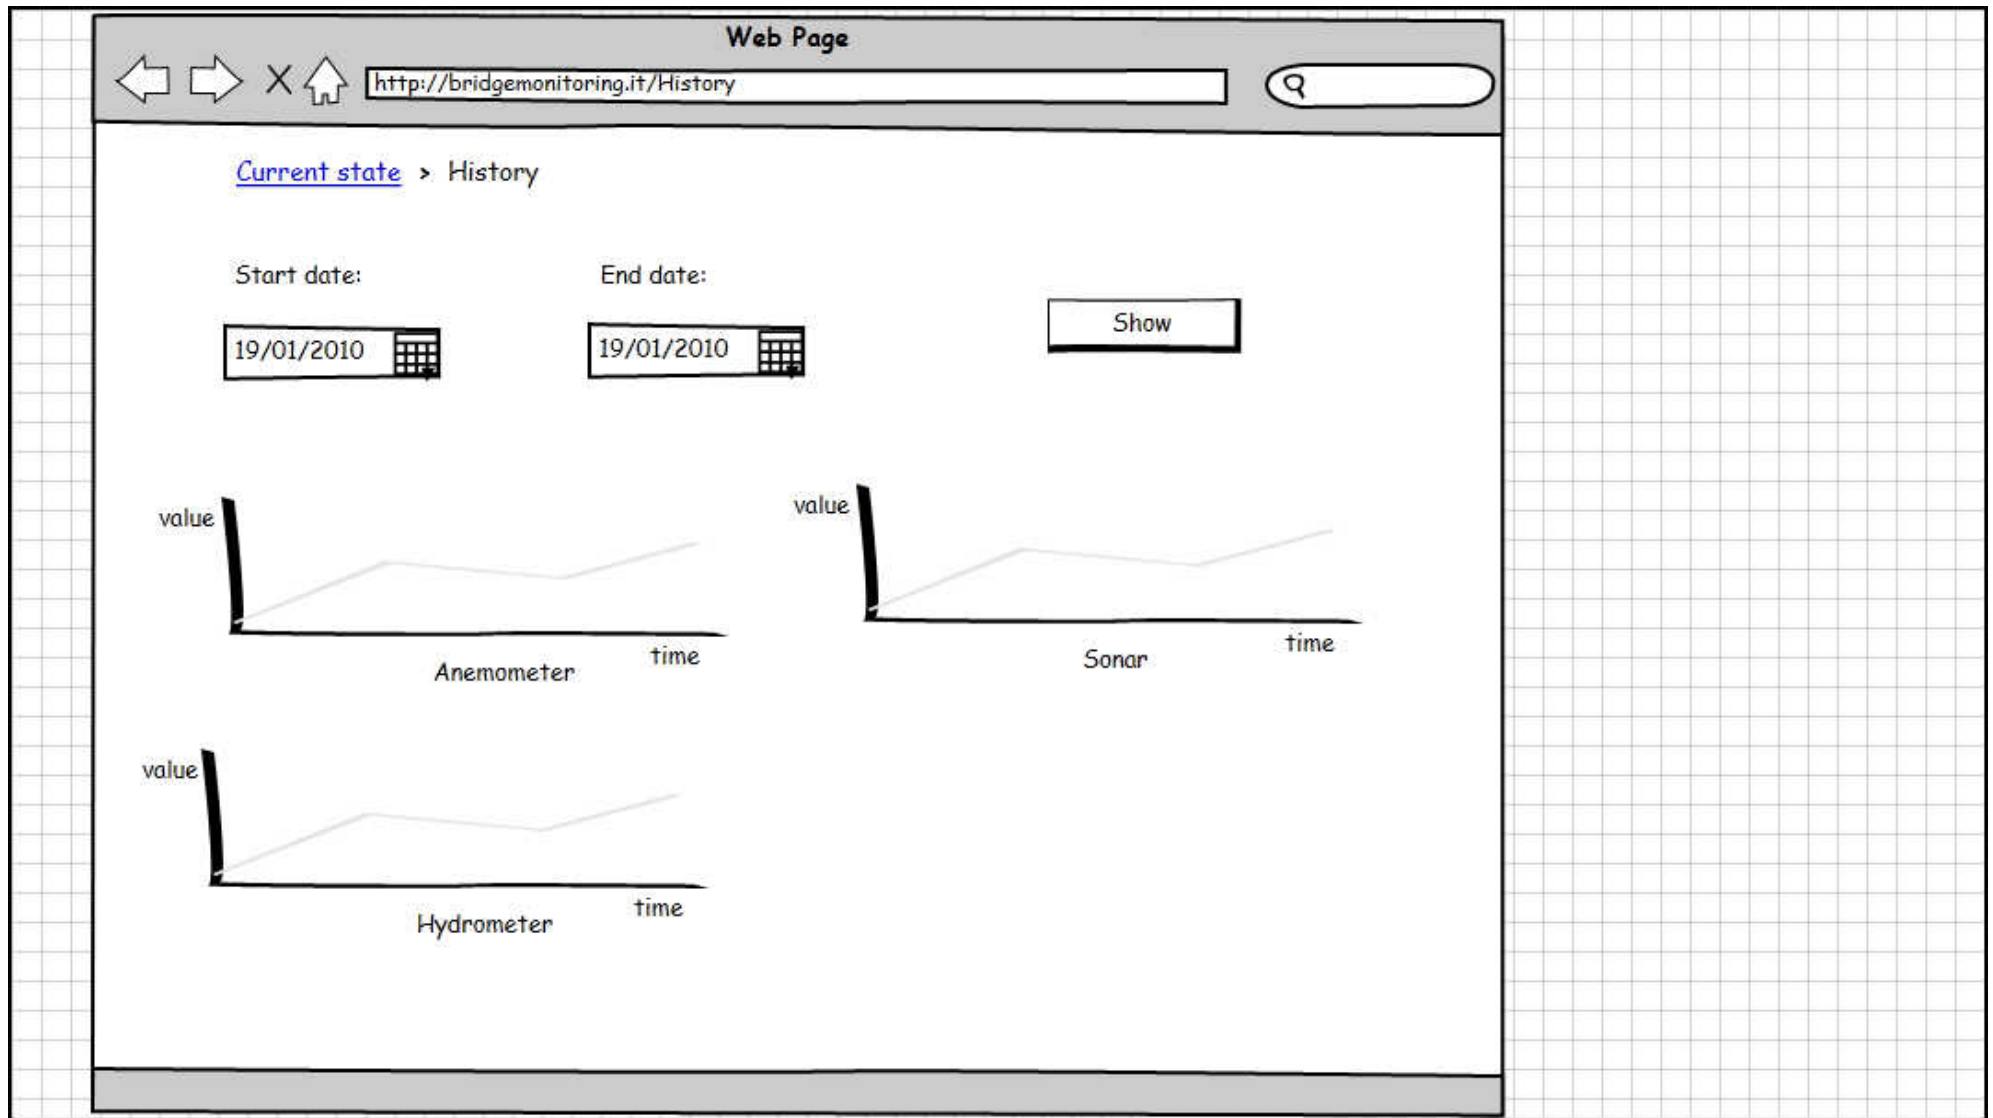 Web Page
http://bridgemonitoring.it/History
Current state > History
Start date:
End date:
19/01/2010
19/01/2010
Show
value
time
Anemometer
value
time
Sonar
value
time
Hydrometer